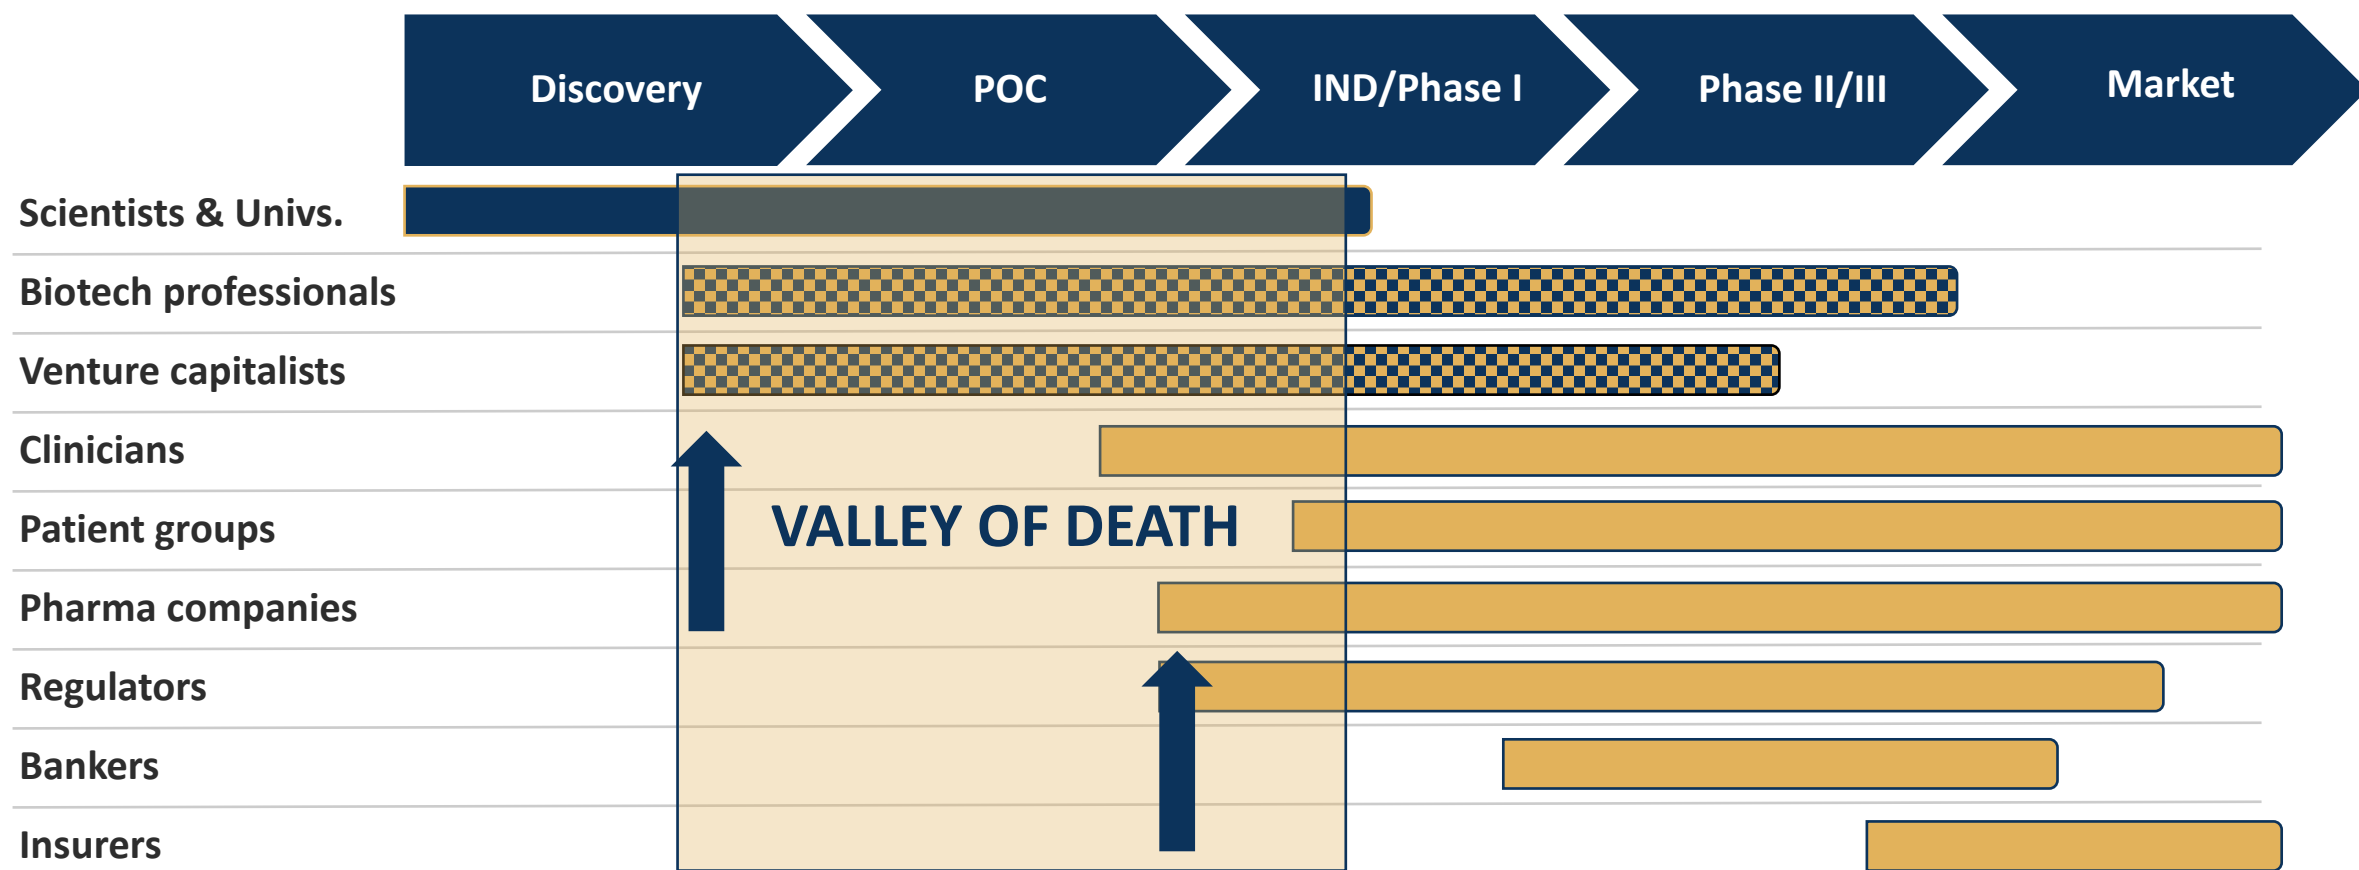 Discovery
POC
IND/Phase I
Phase II/III
Market
Scientists & Univs.
Biotech professionals
Venture capitalists
Clinicians
VALLEY OF DEATH
Patient groups
Pharma companies
Regulators
Bankers
Insurers